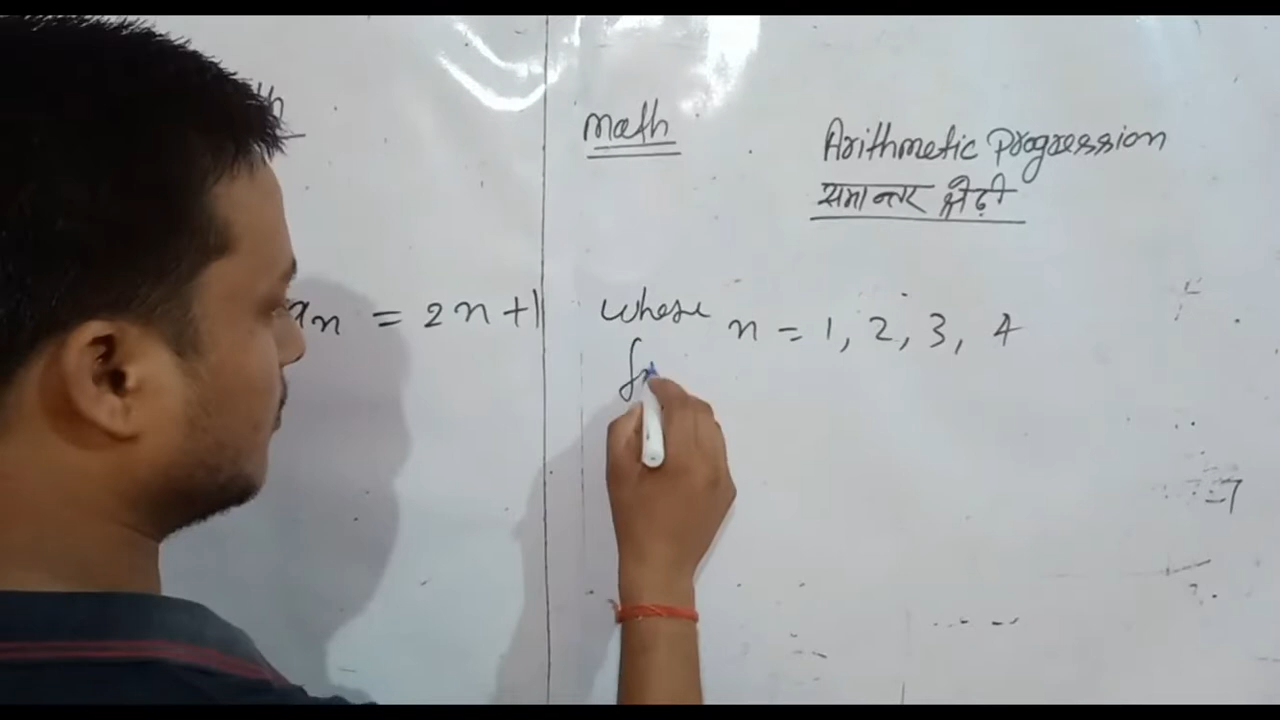 Math
Arithmetic Progression
समान्तर श्रेढ़ी
an = 2n+1 where n = 1, 2, 3, 4